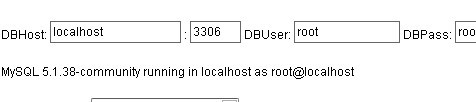 DBHost: localhost : 3306 DBUser: root DBPass: roo
MySQL 5.1.38-community running in localhost as root@localhost